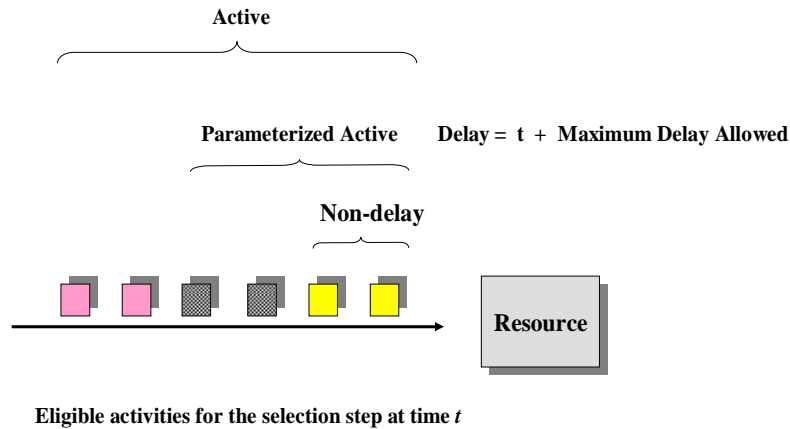 Active
Parameterized Active Delay = t + Maximum Delay Allowed
Non-delay
Resource
Eligible activities for the selection step at time t